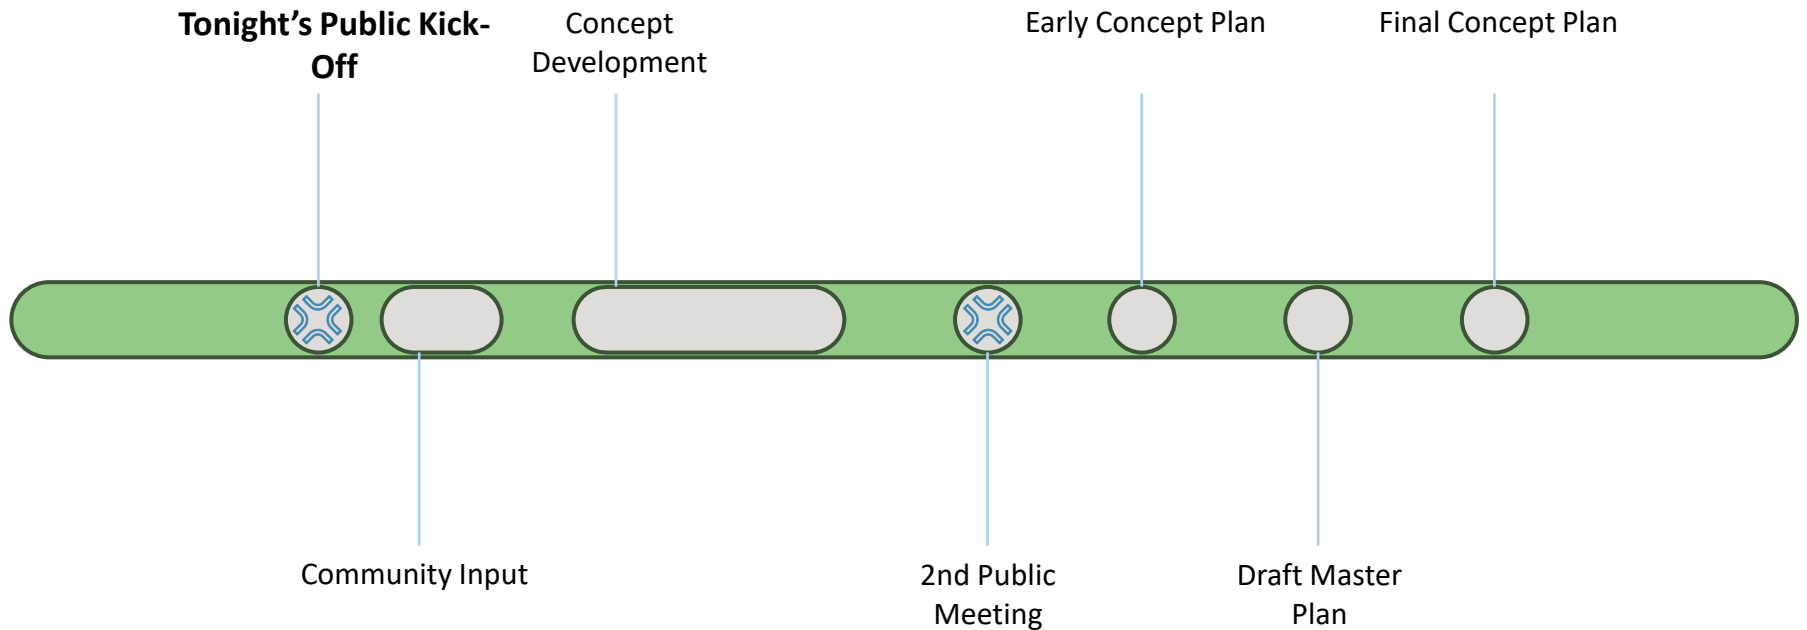 Tonight’s Public Kick-
Off
Concept
Development
Early Concept Plan
Final Concept Plan
Community Input
2nd Public
Meeting
Draft Master
Plan